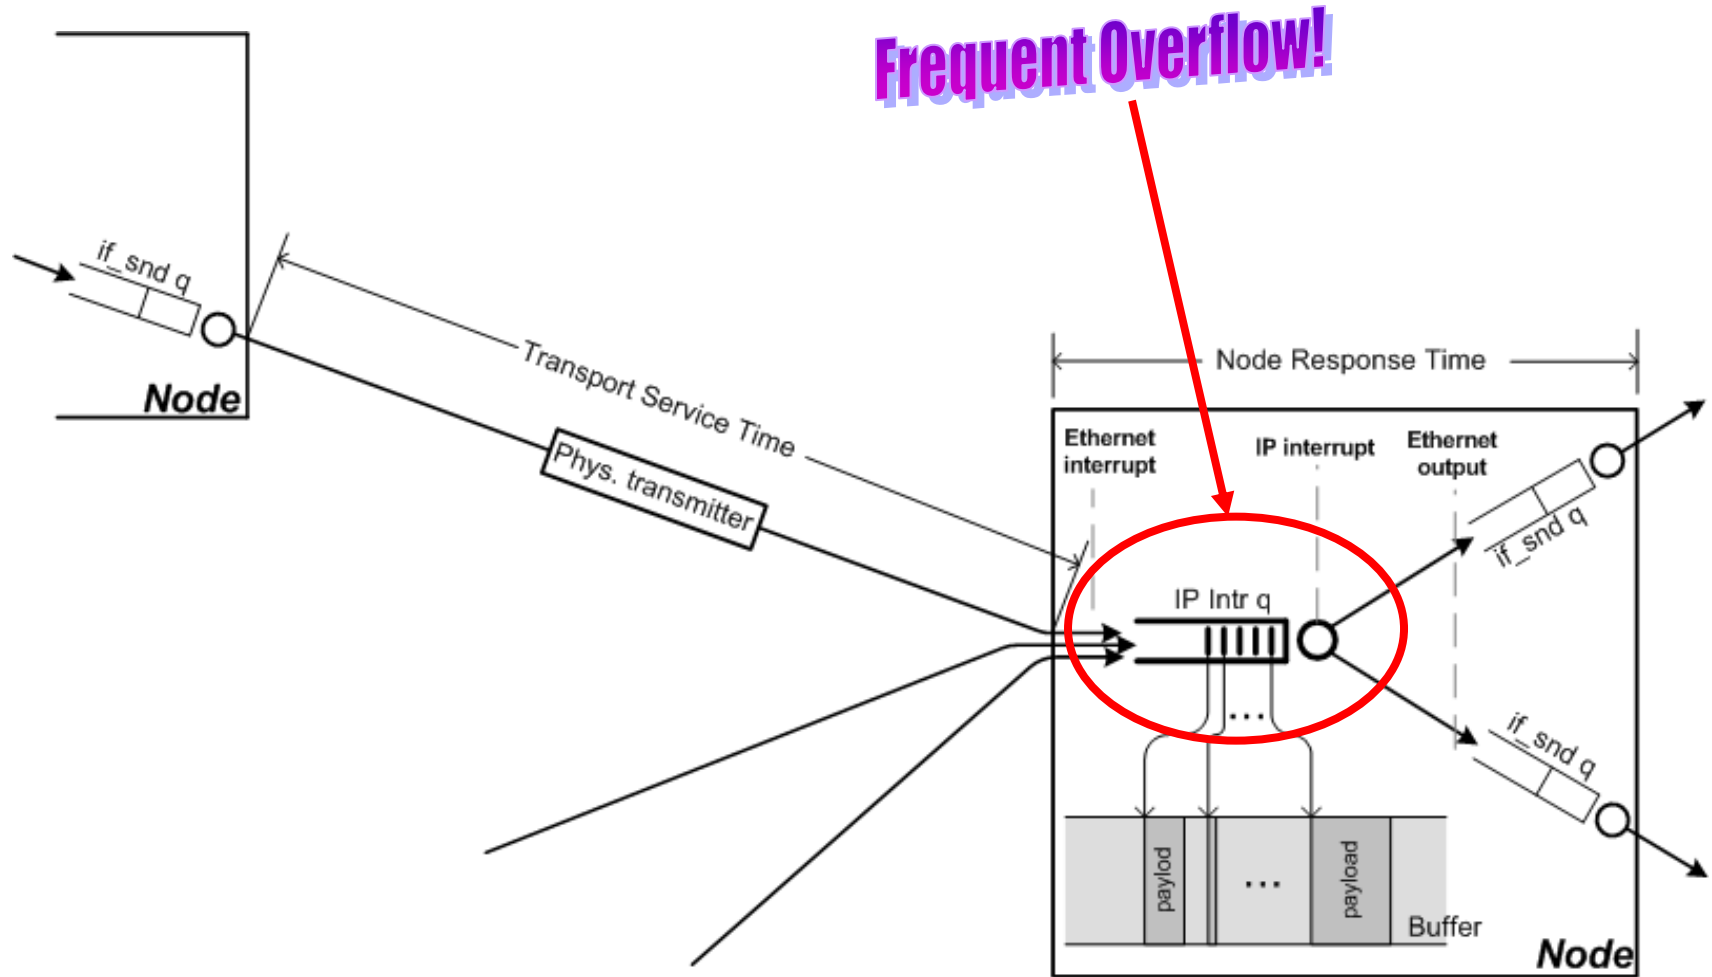 Frequent Overflow!
if_snd q
Node
Transport Service Time
Phys. transmitter
Node Response Time
Ethernet
interrupt
IP interrupt
Ethernet
output
if_snd q
IP Intr q
...
if_snd q
paylod
...
payload
Buffer
Node